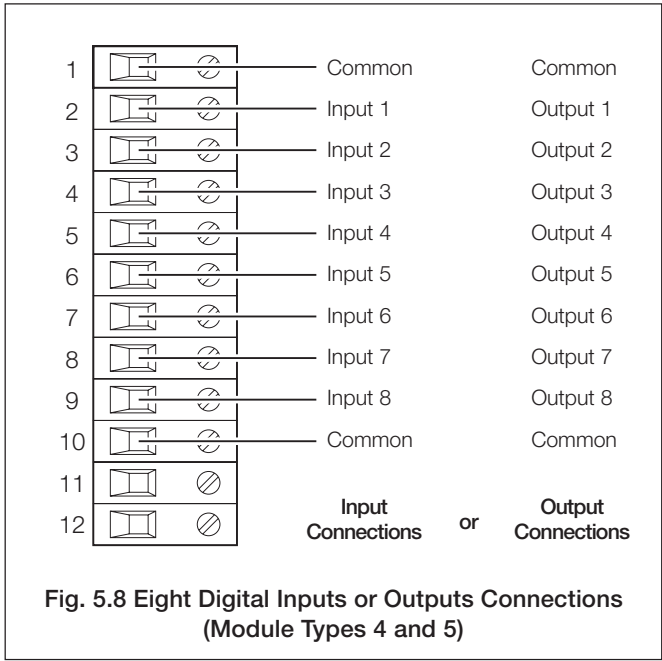 1 Common Common
2 Input 1 Output 1
3 Input 2 Output 2
4 Input 3 Output 3
5 Input 4 Output 4
6 Input 5 Output 5
7 Input 6 Output 6
8 Input 7 Output 7
9 Input 8 Output 8
10 Common Common
11
12
Input Connections or Output Connections
Fig. 5.8 Eight Digital Inputs or Outputs Connections
(Module Types 4 and 5)